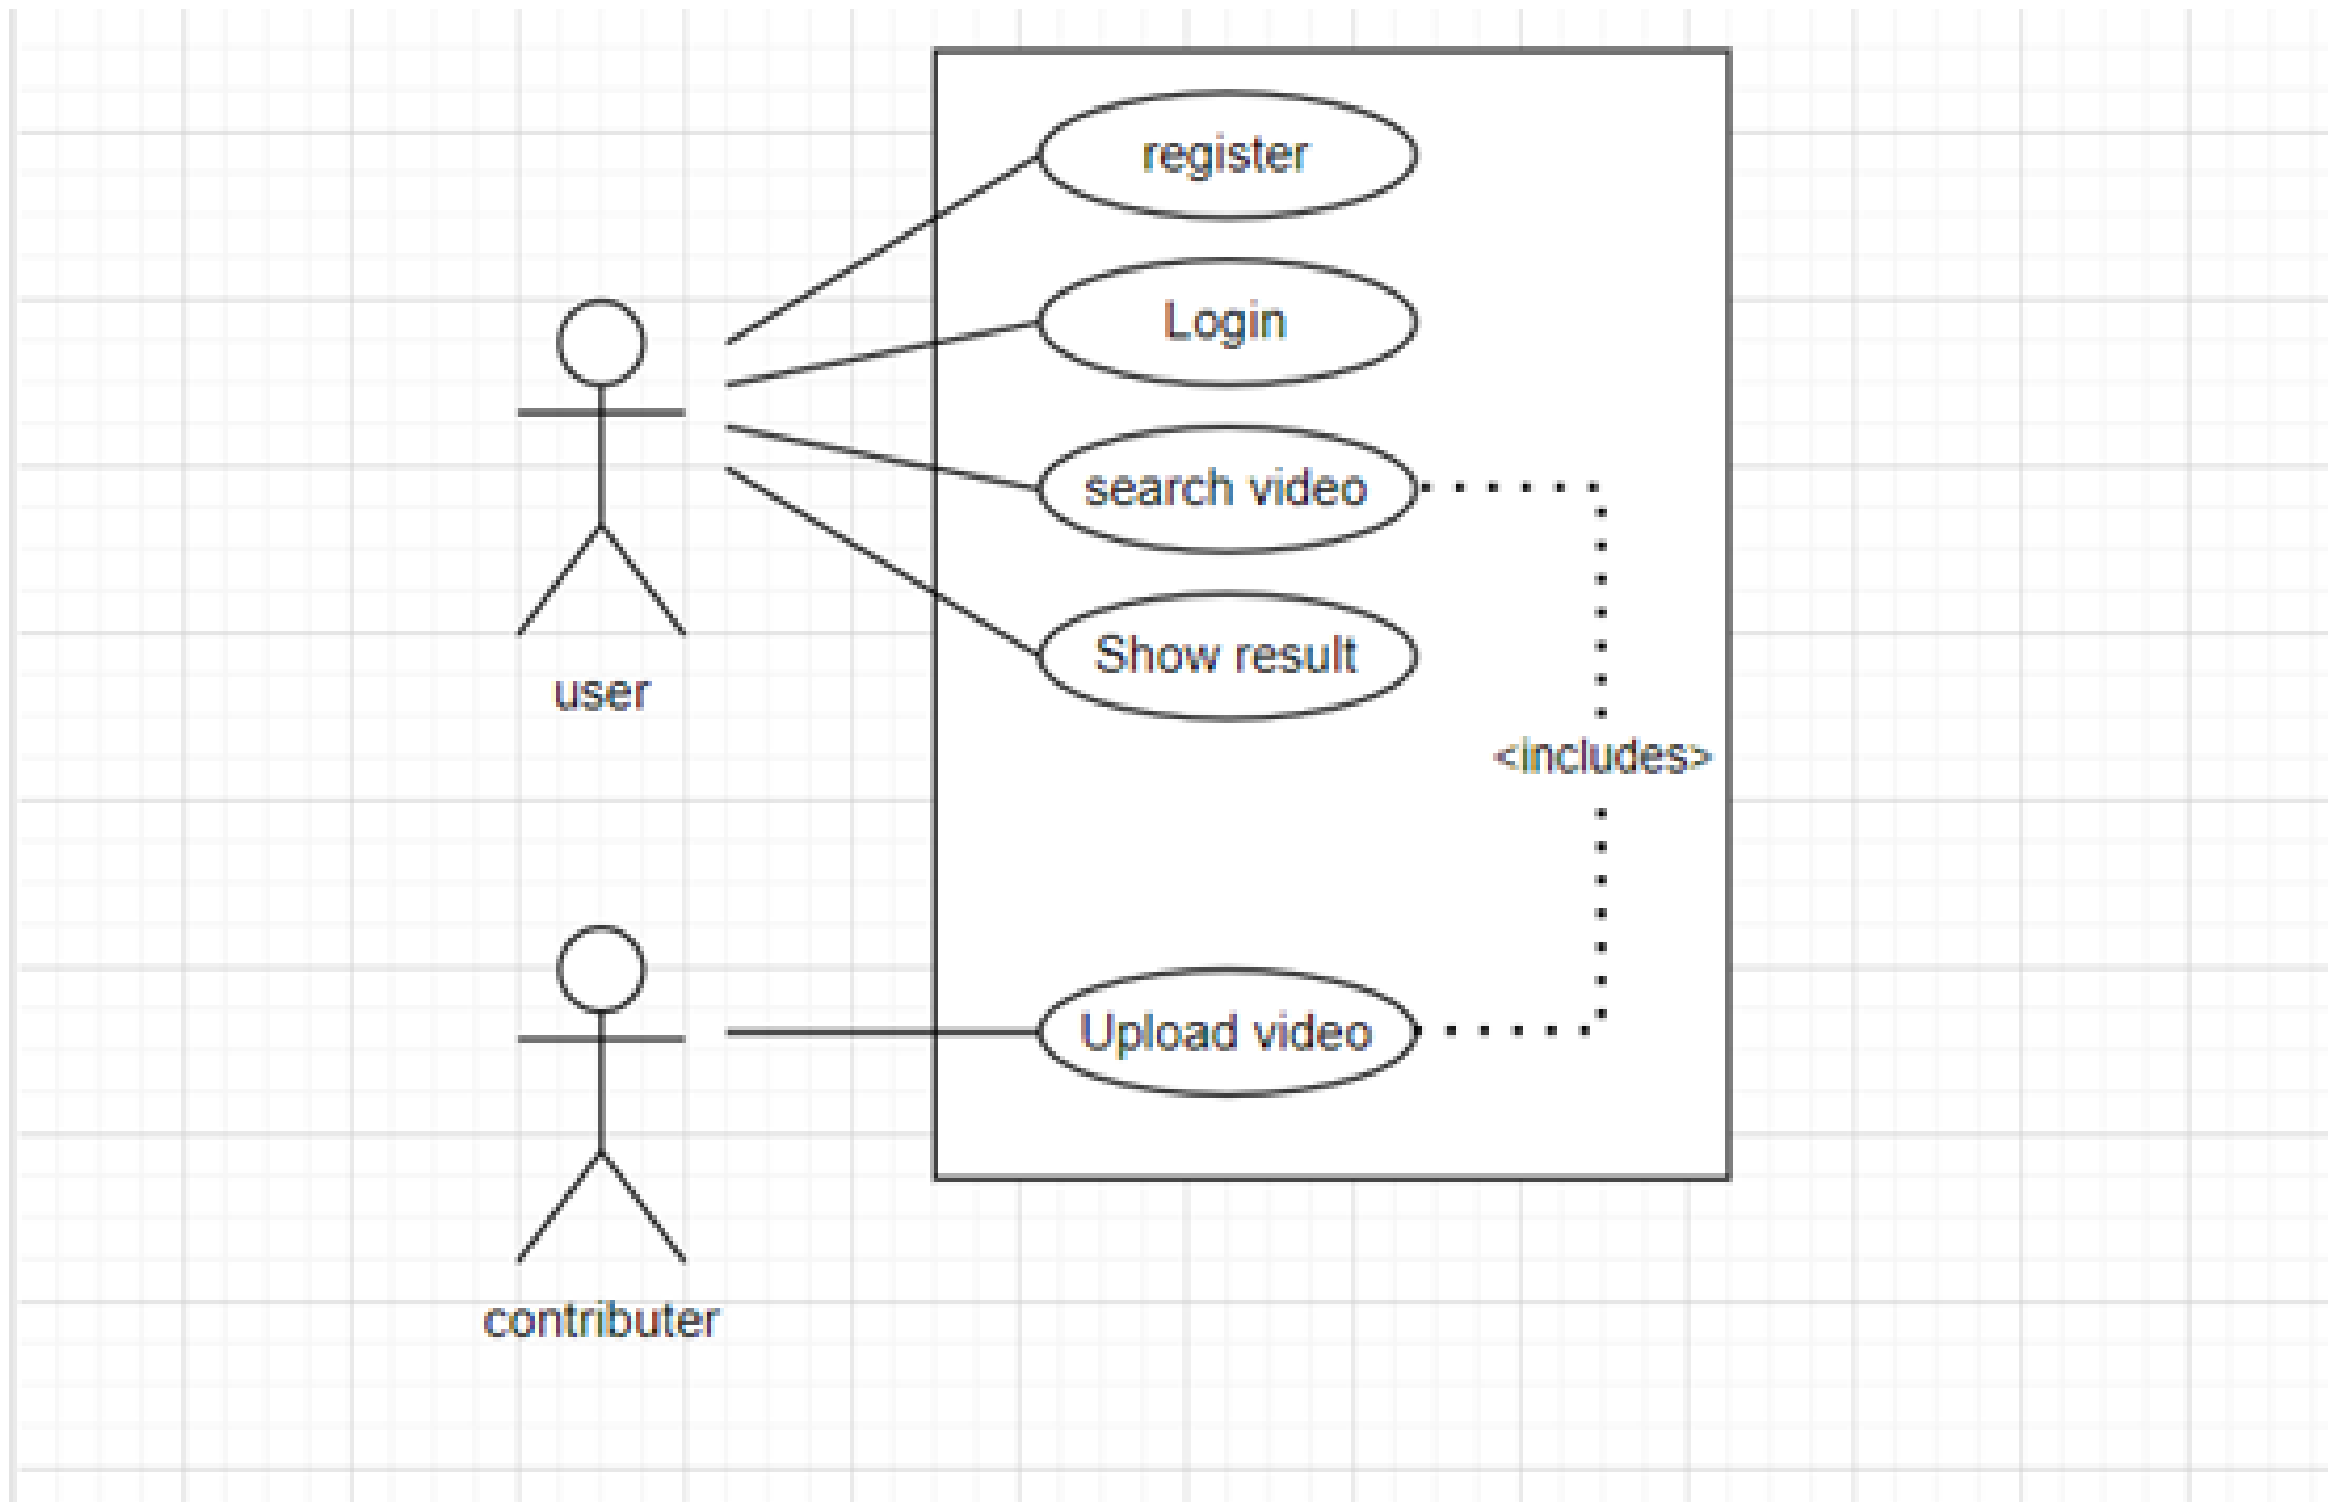 register
Login
search video
Show result
user
<includes>
Upload video
contributer